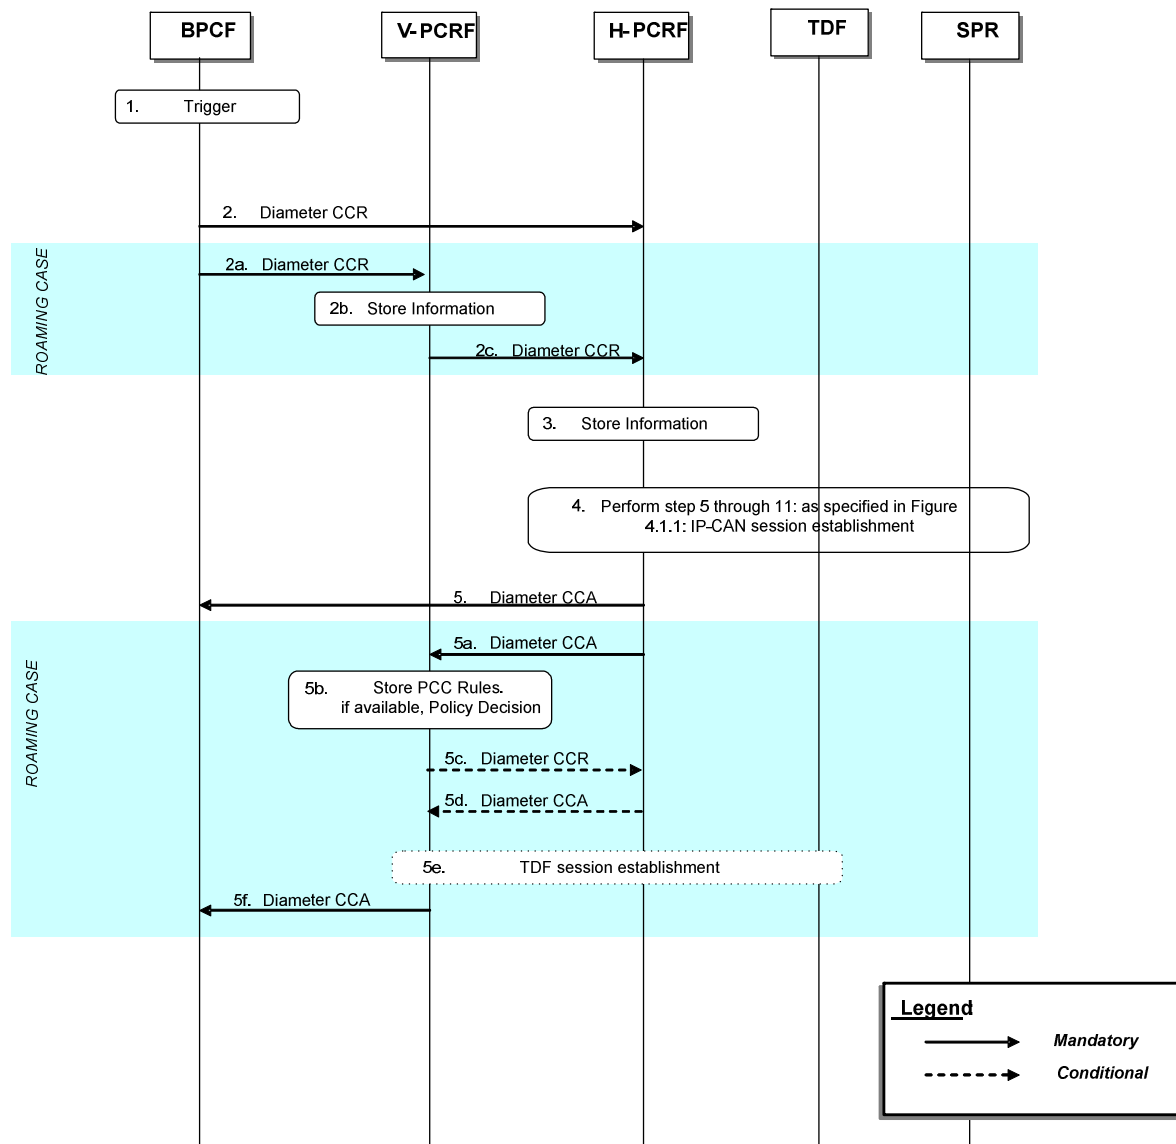 BPCF
V-PCRF
H-PCRF
TDF
SPR
1. Trigger
2. Diameter CCR
ROAMING CASE
2a. Diameter CCR
2b. Store Information
2c. Diameter CCR
3. Store Information
4. Perform step 5 through 11: as specified in Figure
4.1.1: IP-CAN session establishment
5. Diameter CCA
ROAMING CASE
5a. Diameter CCA
5b. Store PCC Rules.
if available, Policy Decision
5c. Diameter CCR
5d. Diameter CCA
5e. TDF session establishment
5f. Diameter CCA
Legend:
Mandatory
Conditional